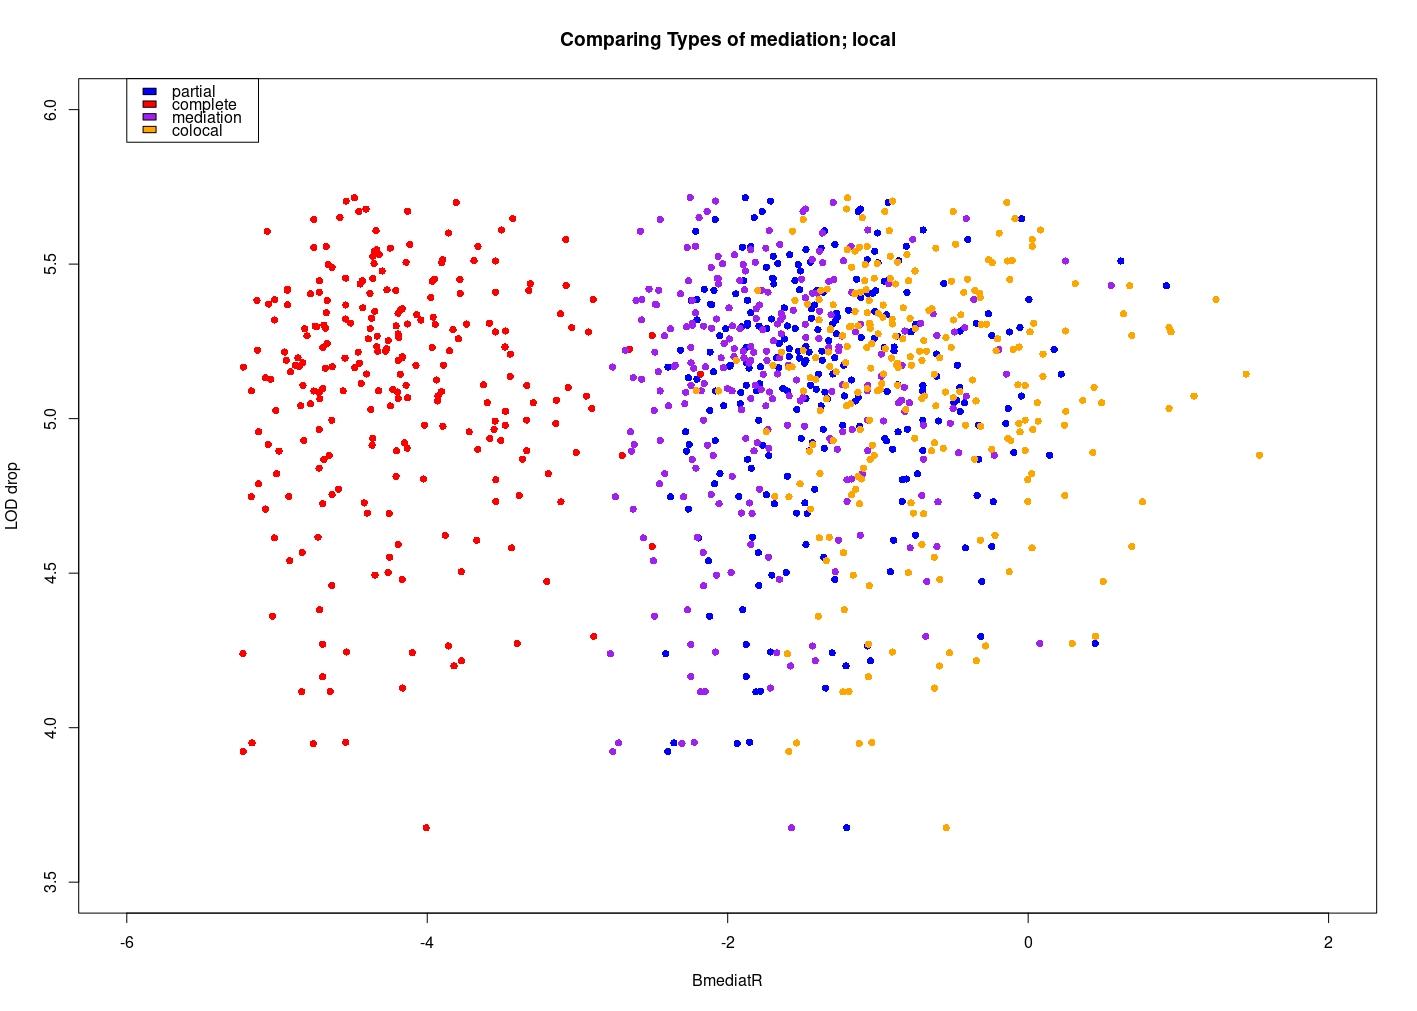 Comparing Types of mediation; local
partial
complete
mediation
colocal
6.0
5.5
5.0
4.5
4.0
3.5
LOD drop
-6 -4 -2 0 2
BmediatR